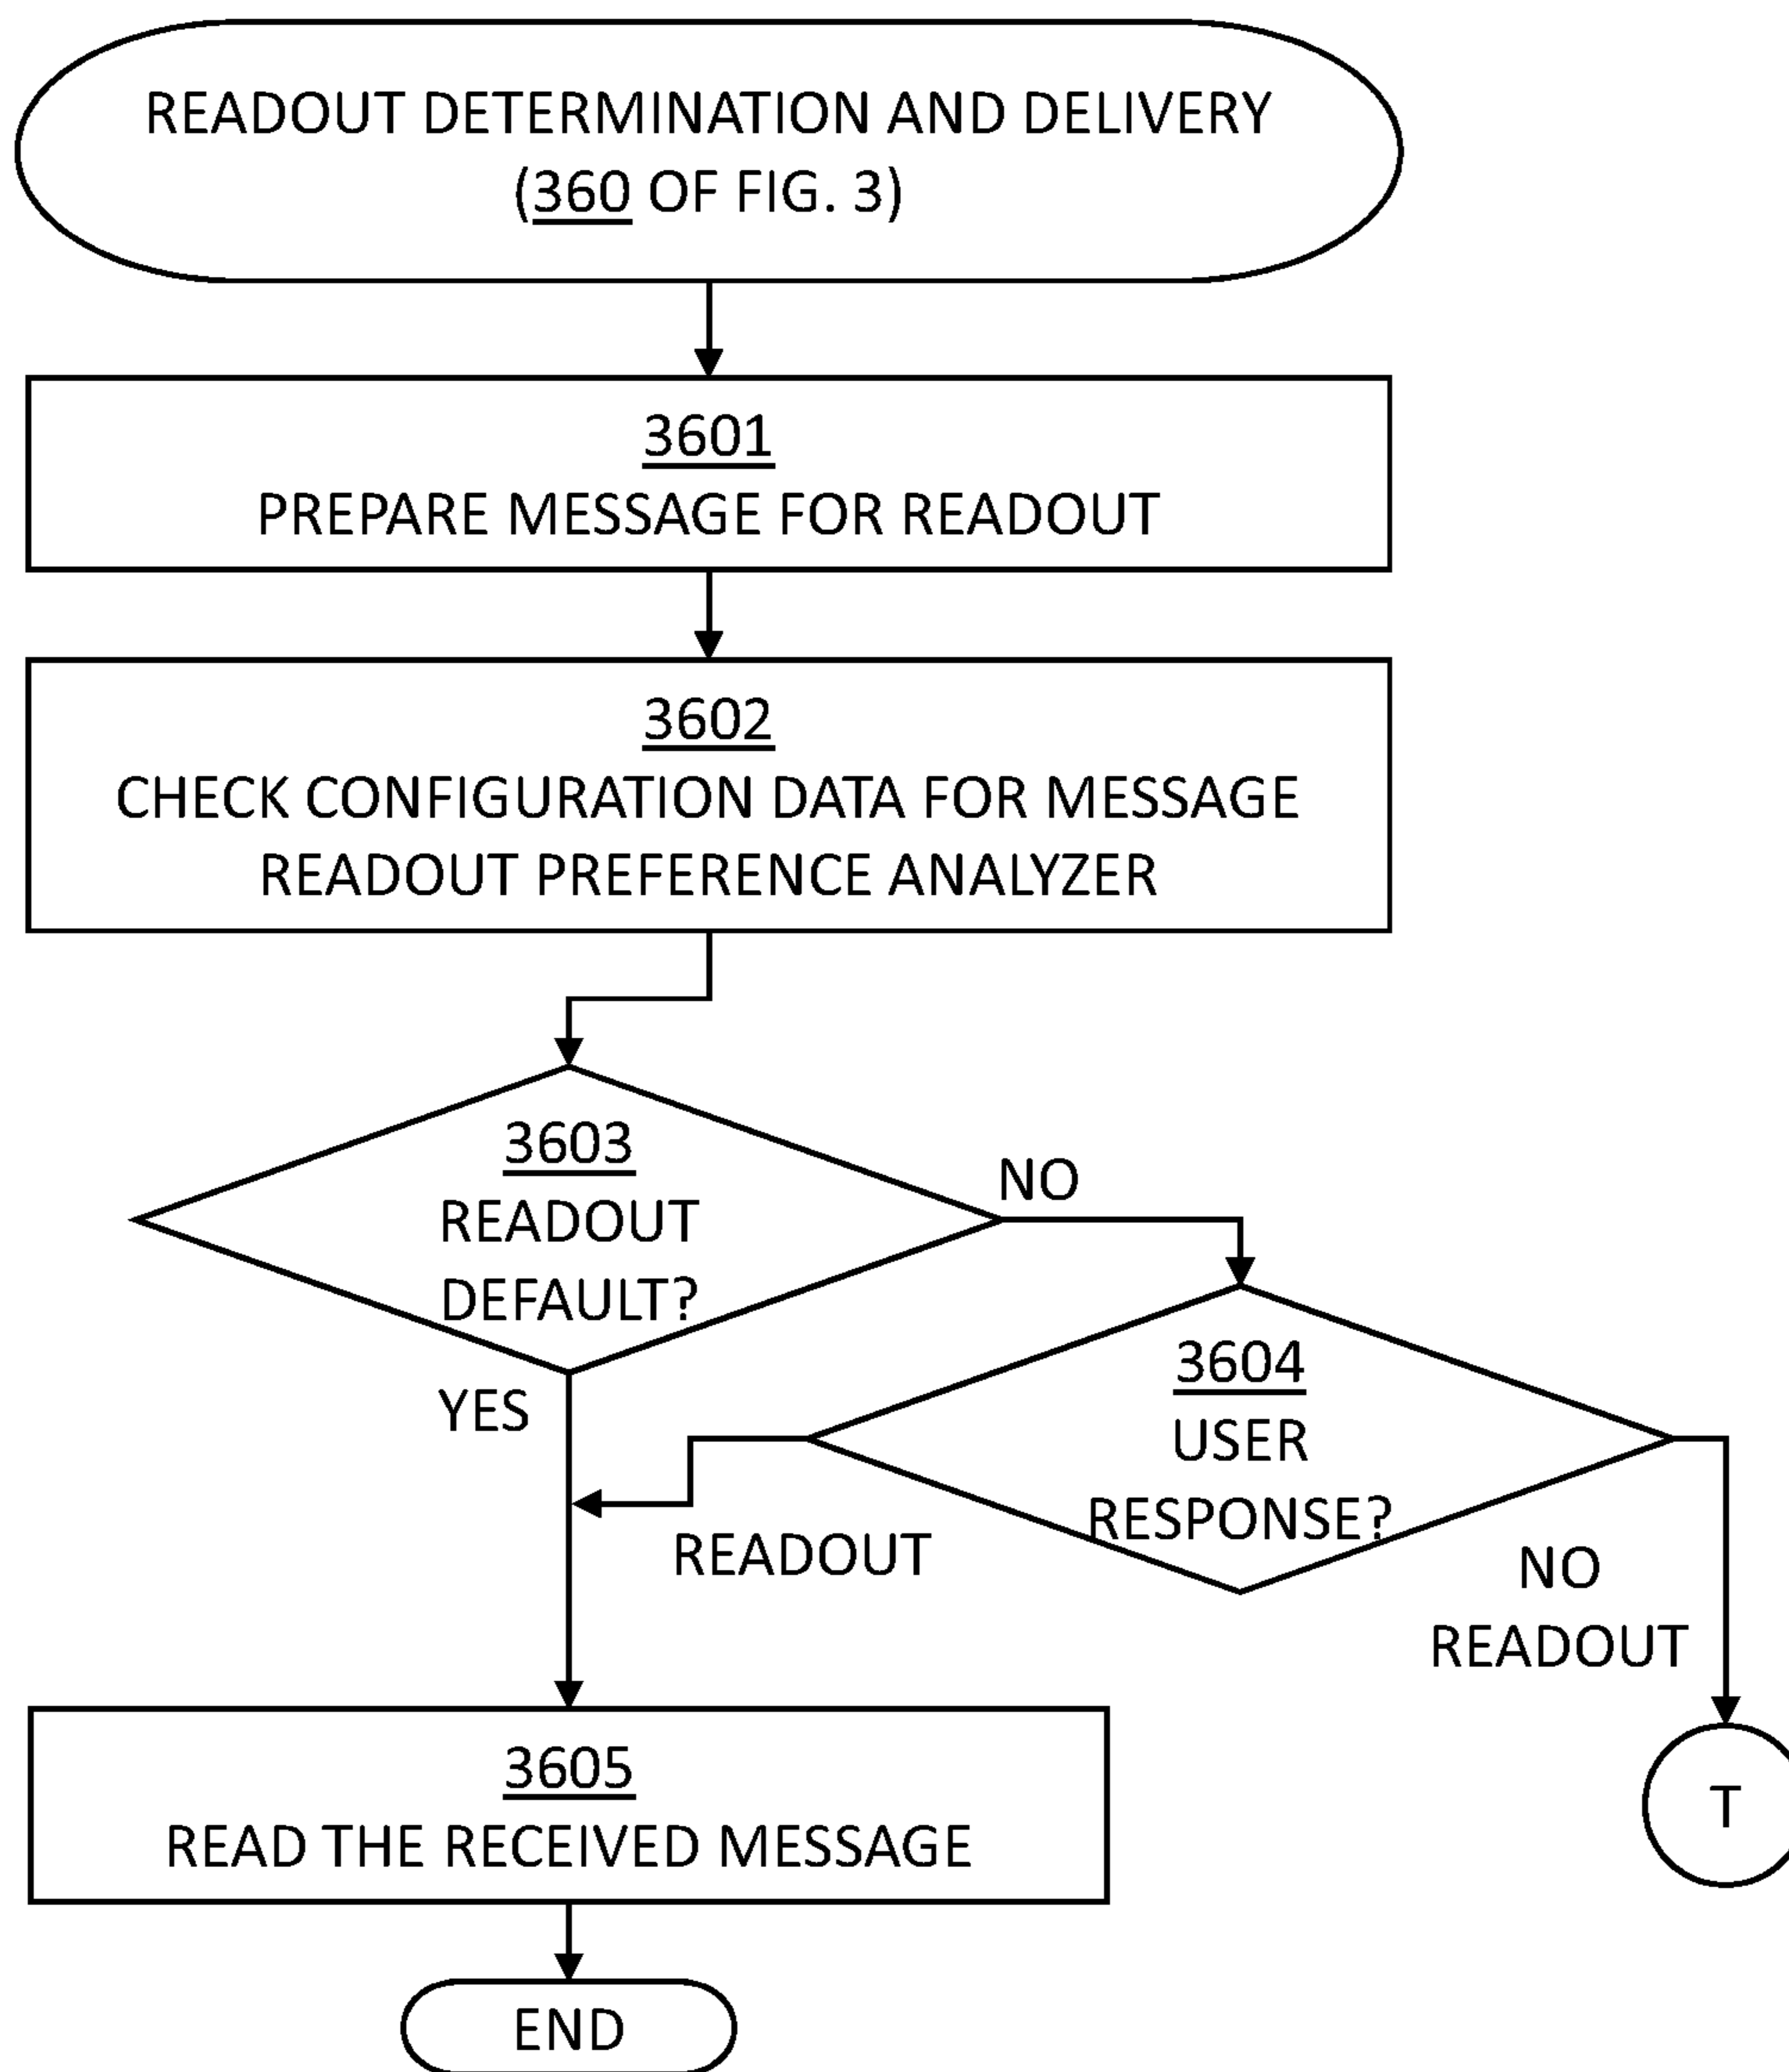 READOUT DETERMINATION AND DELIVERY
(360 OF FIG. 3)
3601
PREPARE MESSAGE FOR READOUT
3602
CHECK CONFIGURATION DATA FOR MESSAGE
READOUT PREFERENCE ANALYZER
3603
READOUT
DEFAULT?
NO
YES
3604
USER
RESPONSE?
READOUT
NO
READOUT
T
3605
READ THE RECEIVED MESSAGE
END